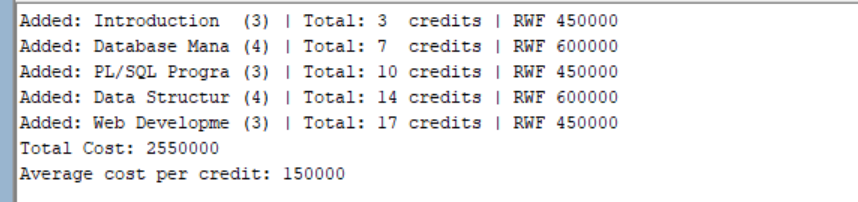 Added: Introduction  (3) | Total: 3  credits | RWF 450000
Added: Database Mana (4) | Total: 7  credits | RWF 600000
Added: PL/SQL Progra (3) | Total: 10 credits | RWF 450000
Added: Data Structur (4) | Total: 14 credits | RWF 600000
Added: Web Developme (3) | Total: 17 credits | RWF 450000
Total Cost: 2550000
Average cost per credit: 150000